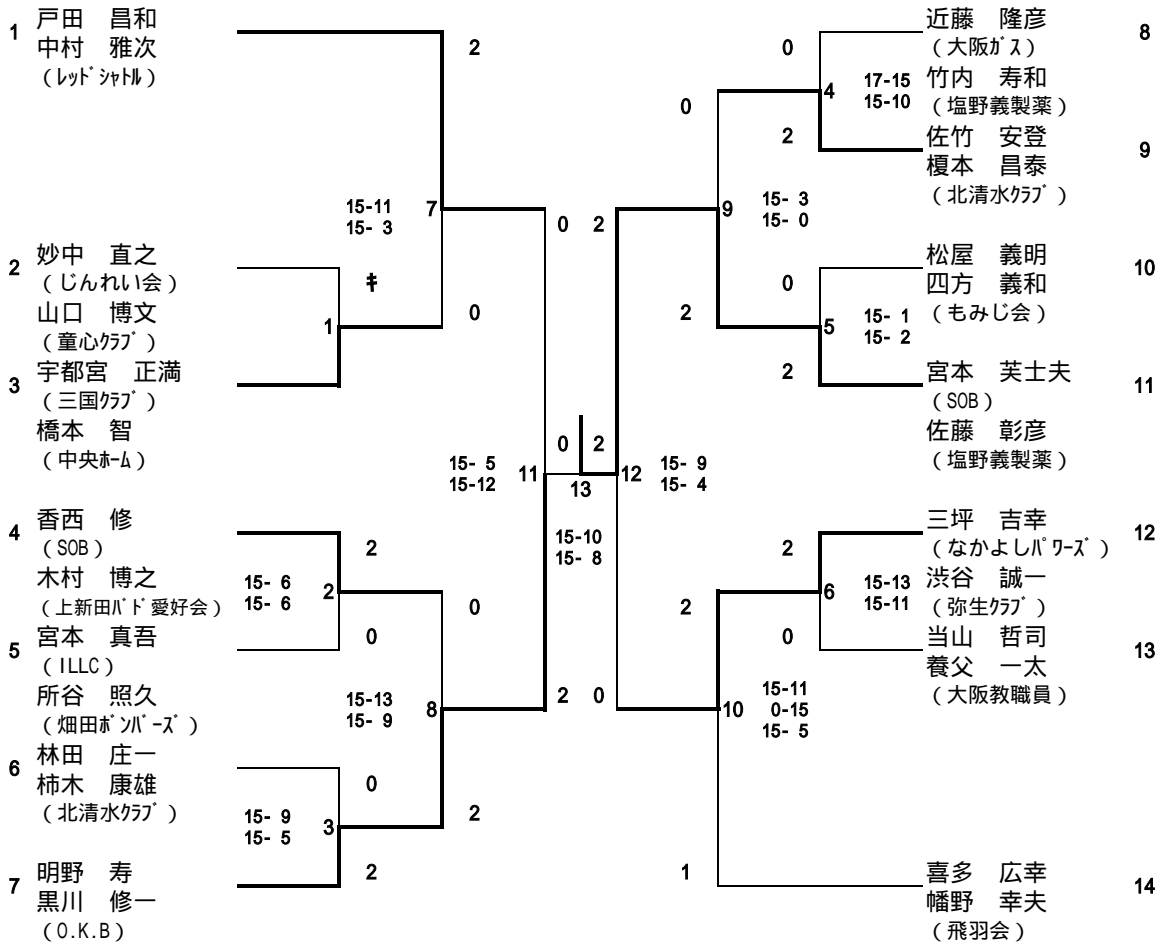 1
戸田　昌和
中村　雅次
（ﾚｯﾄﾞｼｬﾄﾙ）
2
15-11
15- 3
7
2
妙中　直之
（じんれい会）
山口　博文
（童心ｸﾗﾌﾞ）
1
ｷ
0
3
宇都宮　正満
（三国ｸﾗﾌﾞ）
橋本　智
（中央ﾎｰﾑ）
4
香西　修
（SOB）
木村　博之
（上新田ﾊﾞﾄﾞ愛好会）
15- 6
15- 6
2
2
0
0
5
宮本　真吾
（ILLC）
所谷　照久
（畑田ﾎﾞﾝﾊﾞｰｽﾞ）
15-13
15- 9
8
6
林田　庄一
柿木　康雄
（北清水ｸﾗﾌﾞ）
15- 9
15- 5
3
0
2
2
7
明野　寿
黒川　修一
（O.K.B）
0 2
15- 5
15-12
11
0 2
13
15-10
15- 8
12
15- 9
15- 4
2 0
近藤　隆彦
8
（大阪ｶﾞｽ）
竹内　寿和
（塩野義製薬）
0
17-15
15-10
4
0
2
佐竹　安登
9
榎本　昌泰
（北清水ｸﾗﾌﾞ）
9
15- 3
15- 0
松屋　義明
10
四方　義和
（もみじ会）
0
2
5
15- 1
15- 2
2
宮本　芙士夫
11
（SOB）
佐藤　彰彦
（塩野義製薬）
三坪　吉幸
12
（なかよしﾊﾟﾜｰｽﾞ）
渋谷　誠一
（弥生ｸﾗﾌﾞ）
2
6
15-13
15-11
2
0
当山　哲司
13
養父　一太
（大阪教職員）
10
15-11
0-15
15- 5
1
喜多　広幸
14
幡野　幸夫
（飛羽会）